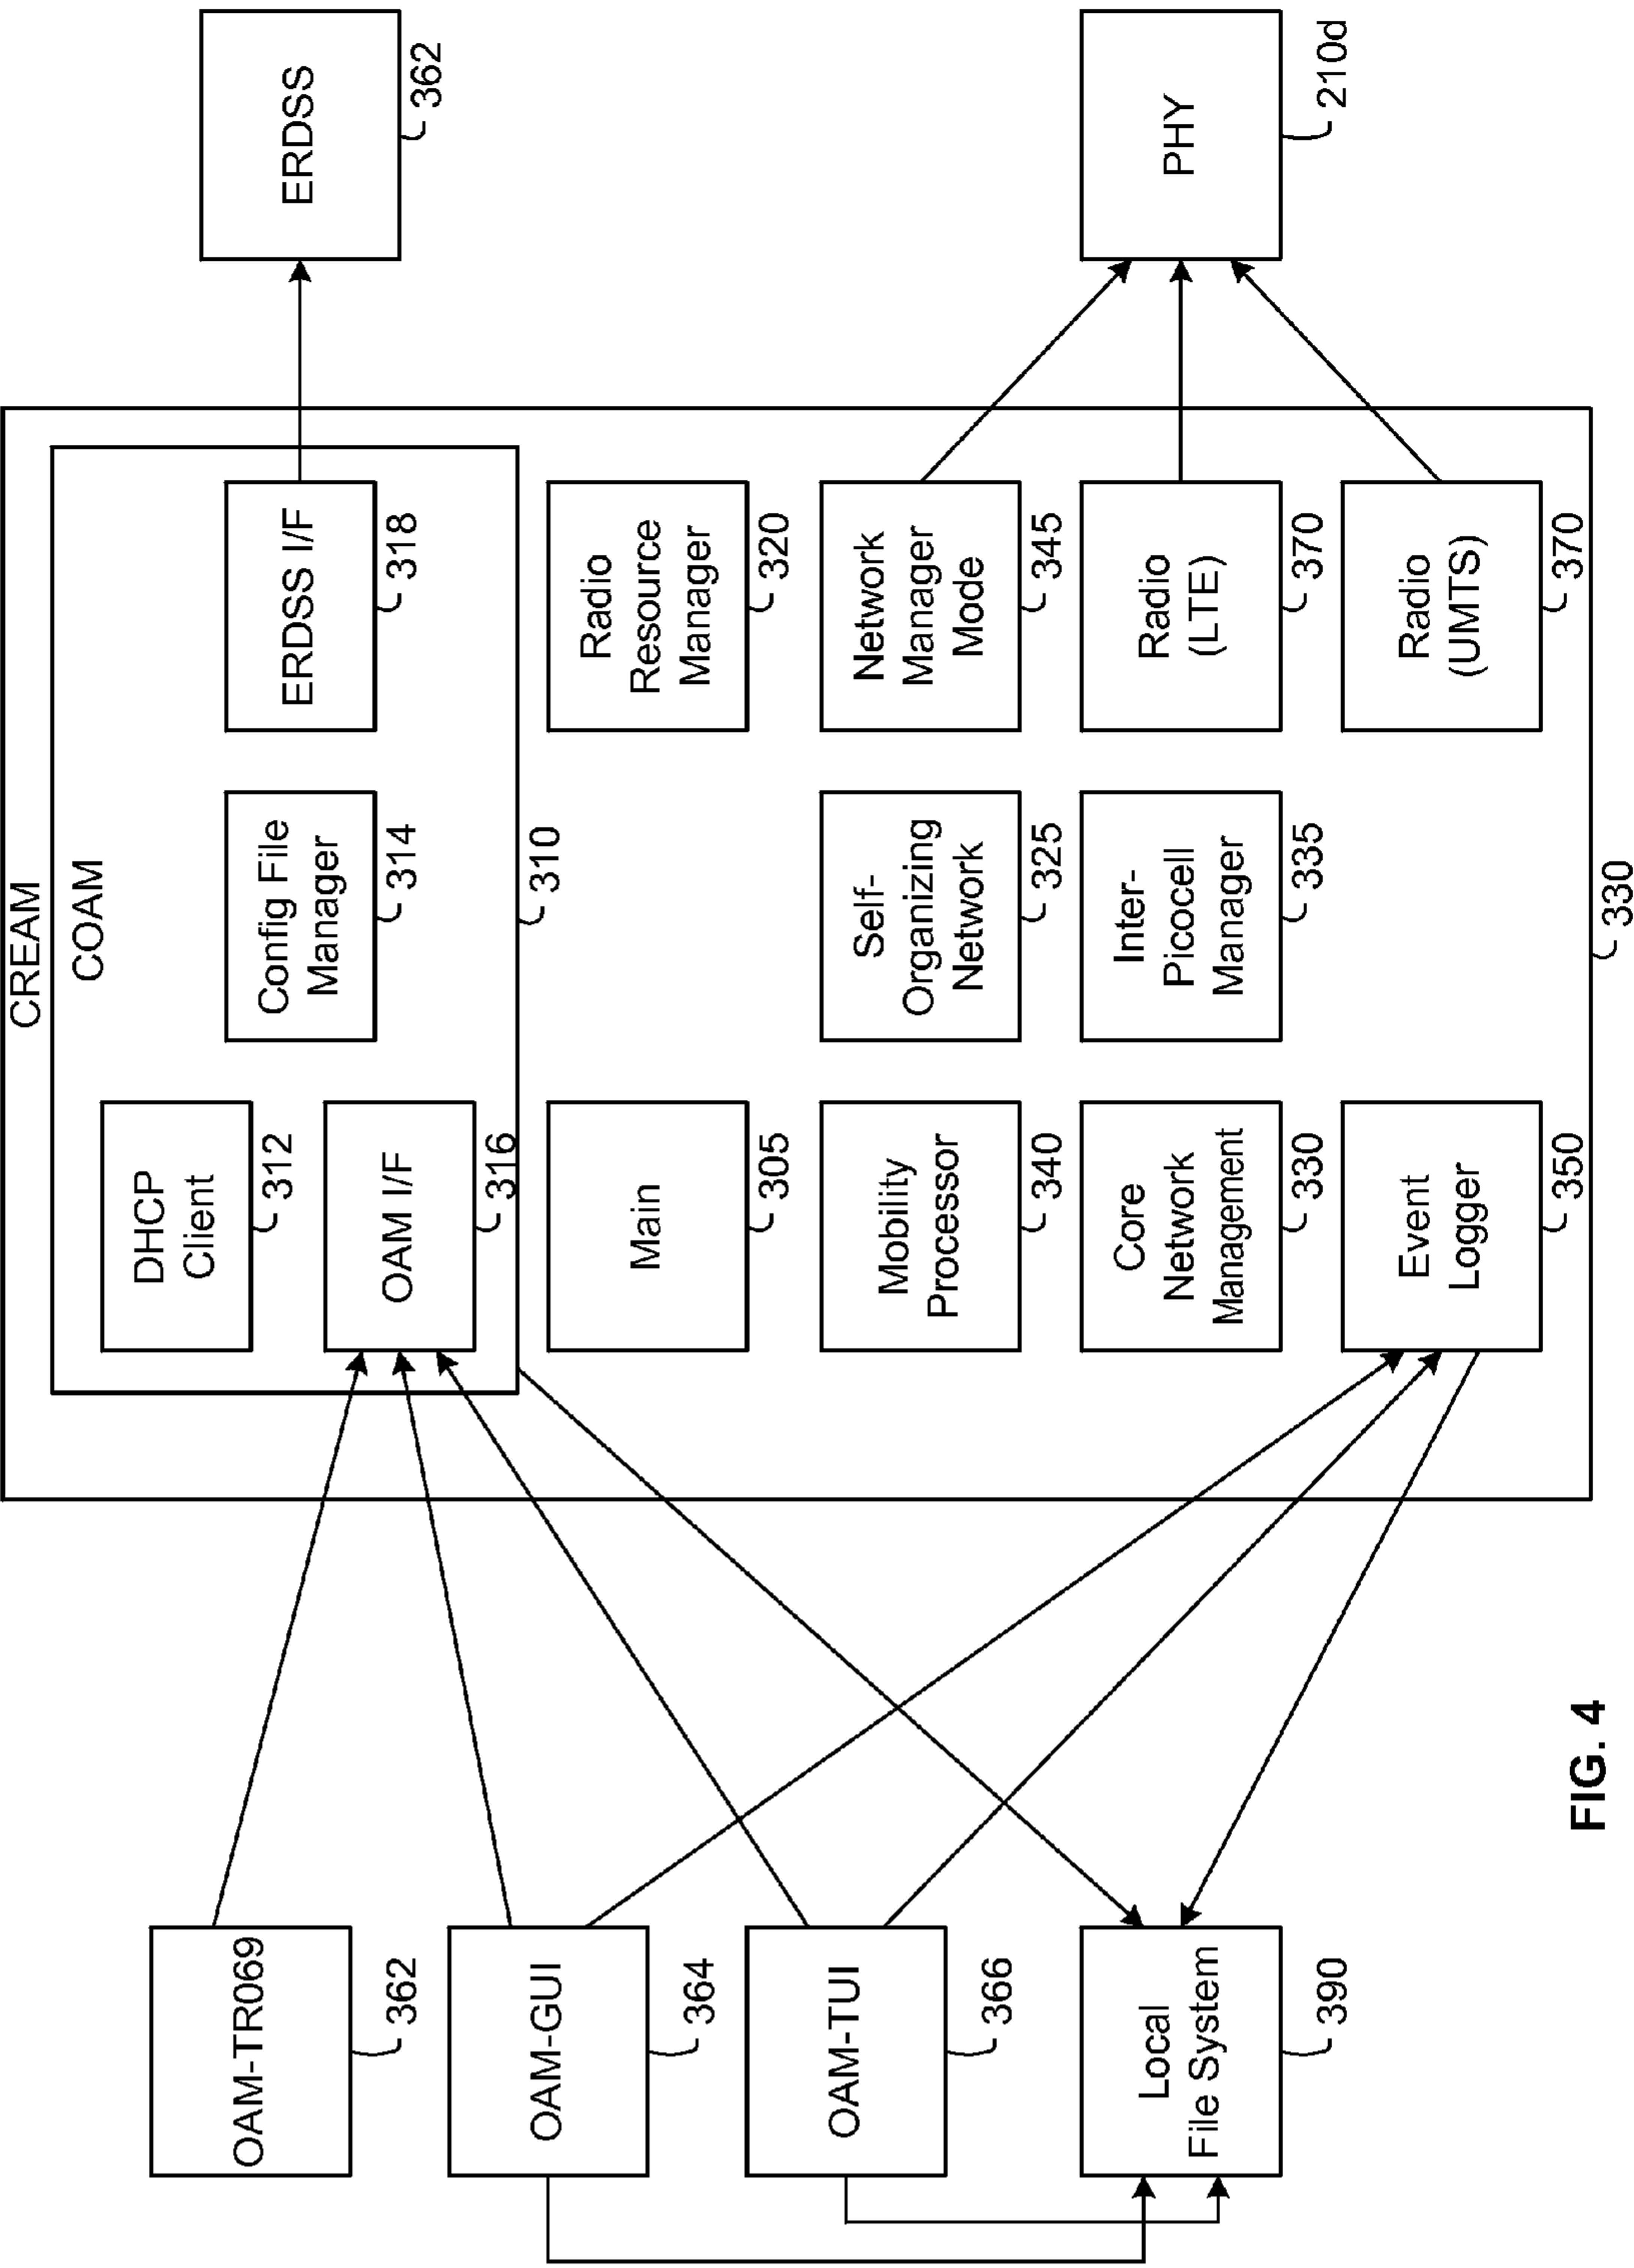 CREAM
COAM
DHCP
Client
312
Config File
Manager
314
ERDSS I/F
318
ERDSS
362
OAM-TR069
362
OAM I/F
316
310
OAM-GUI
364
Main
305
Radio
Resource
Manager
320
OAM-TUI
366
Mobility
Processor
340
Self-
Organizing
Network
325
Network
Manager
Mode
345
Local
File System
390
Core
Network
Management
330
Inter-
Picocell
Manager
335
Radio
(LTE)
370
PHY
210d
Event
Logger
350
Radio
(UMTS)
370
330
FIG. 4